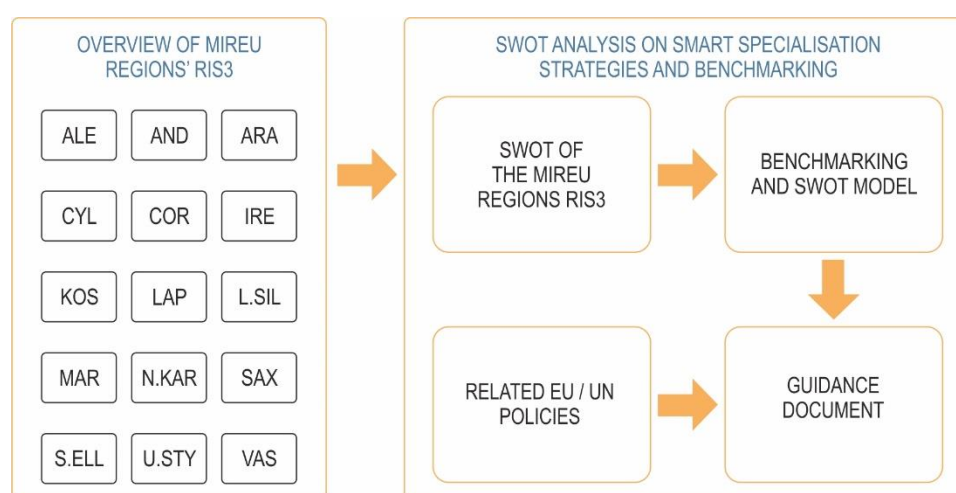 OVERVIEW OF MIREU
REGIONS' RIS3
ALE
AND
ARA
CYL
COR
IRE
KOS
LAP
L.SIL
MAR
N.KAR
SAX
S.ELL
U.STY
VAS
SWOT ANALYSIS ON SMART SPECIALISATION
STRATEGIES AND BENCHMARKING
SWOT OF
THE MIREU
REGIONS RIS3
BENCHMARKING
AND SWOT MODEL
RELATED EU / UN
POLICIES
GUIDANCE
DOCUMENT